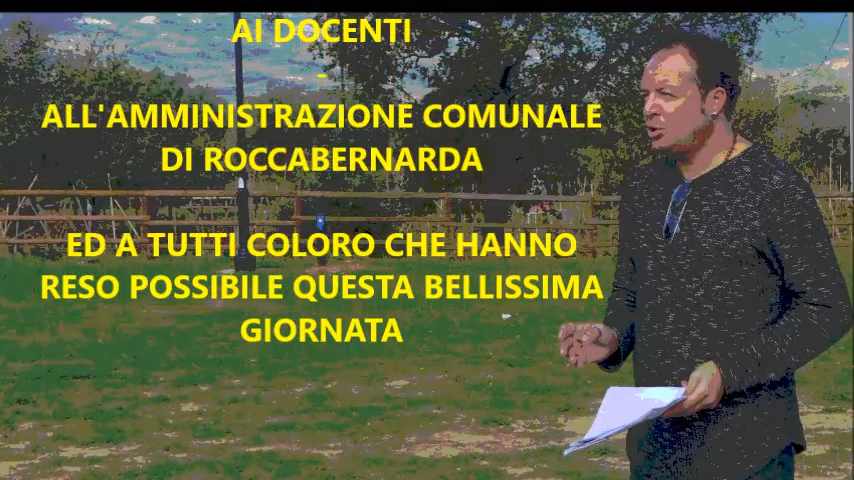 AI DOCENTI
-
ALL'AMMINISTRAZIONE COMUNALE
DI ROCCABERNARDA
ED A TUTTI COLORO CHE HANNO
RESO POSSIBILE QUESTA BELLISSIMA
GIORNATA